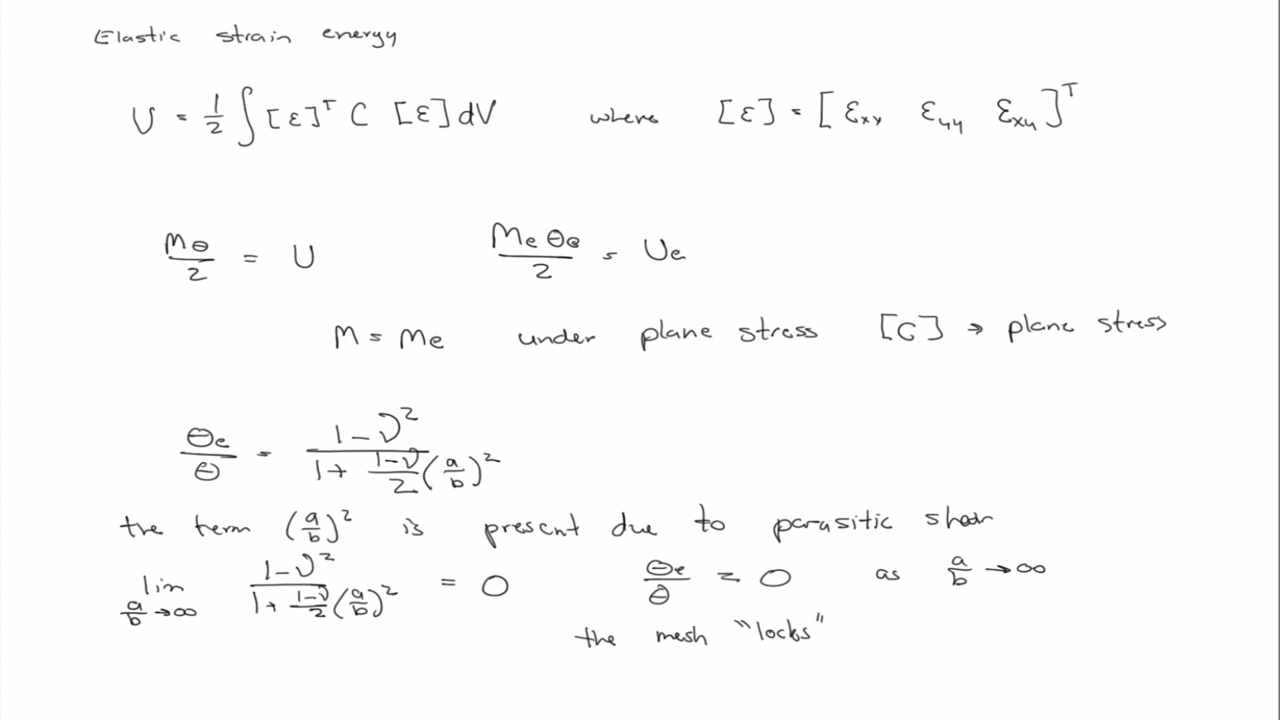 Elastic strain energy
U = 1/2 ∫ [ε]ᵀ C [ε] dV where [ε] = [εxx εyy εxy]ᵀ
Mθ/2 = U Meθe/2 = Ue
M = Me under plane stress [C] → plane stress
θe/θ = (1-ν²)/(1+(1-ν)/2 (a/b)²)
the term (a/b)² is present due to parasitic shear
lim a/b→∞ (1-ν²)/(1+(1-ν)/2 (a/b)²) = 0 θe/θ = 0 as a/b → ∞
the mesh "locks"